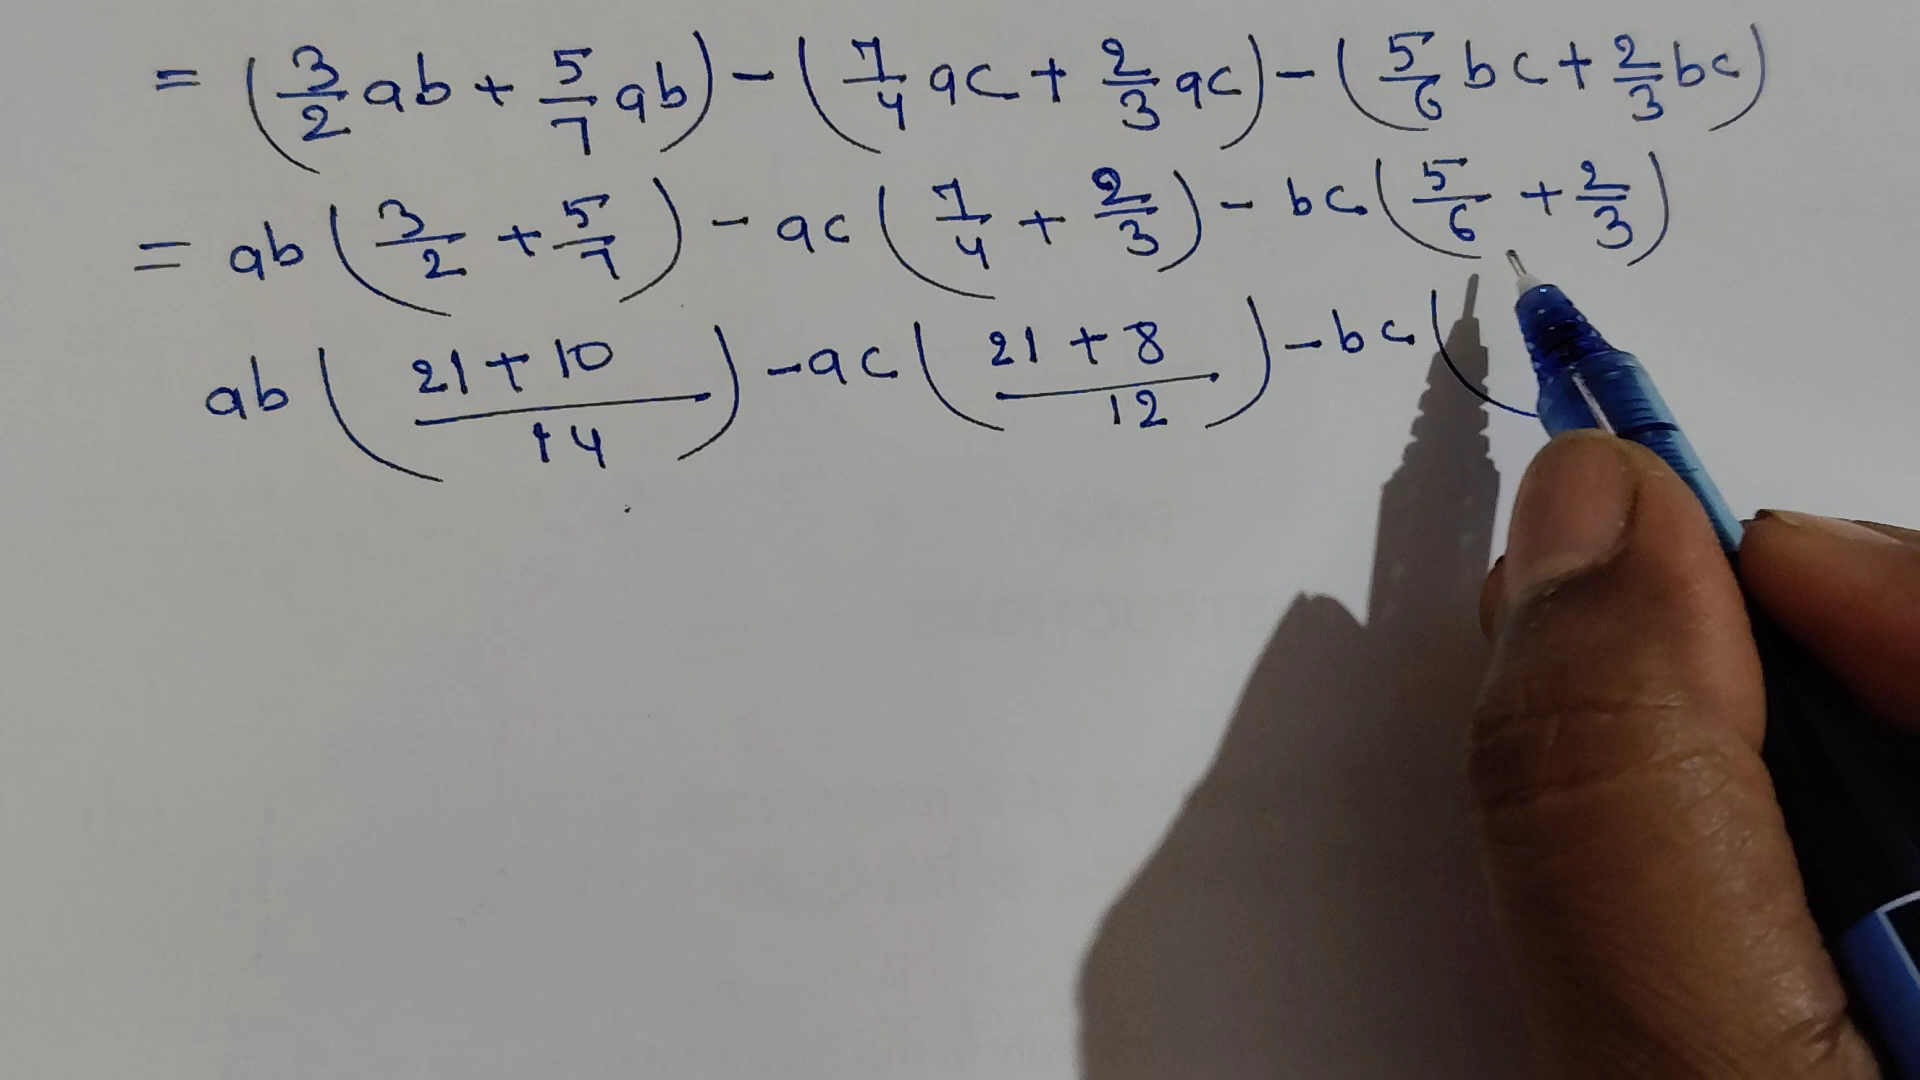 = (3/2 ab + 5/7 ab) - (7/4 ac + 2/3 ac) - (5/6 bc + 2/3 bc)
= ab (3/2 + 5/7) - ac (7/4 + 2/3) - bc (5/6 + 2/3)
ab (21 + 10 / 14) - ac (21 + 8 / 12) - bc (